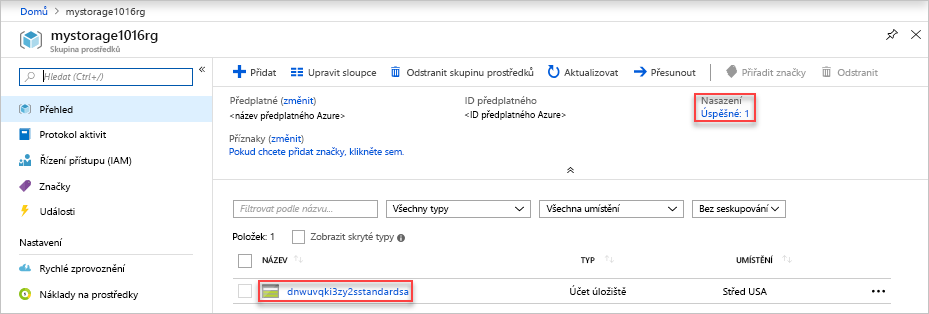 Domů > mystorage1016rg
mystorage1016rg
Skupina prostředků
Hledat (Ctrl+/)
«
Přehled
Protokol aktivit
Řízení přístupu (IAM)
Značky
Události
Nastavení
Rychlé zprovoznění
Náklady na prostředky
Přidat Upravit sloupce Odstranit skupinu prostředků Aktualizovat Přesunout Přiřadit značky Odstranit
Předplatné (změnit) ID předplatného Nasazení
<název předplatného Azure> <ID předplatného Azure> Úspěšné: 1
Příznaky (změnit)
Pokud chcete přidat značky, klikněte sem.
Filtrovat podle názvu... Všechny typy Všechna umístění Bez seskupování
Položek: 1 Zobrazit skryté typy
NÁZEV TYP UMÍSTĚNÍ
dnwuvqki3zy2sstandardsa Účet úložiště Střed USA